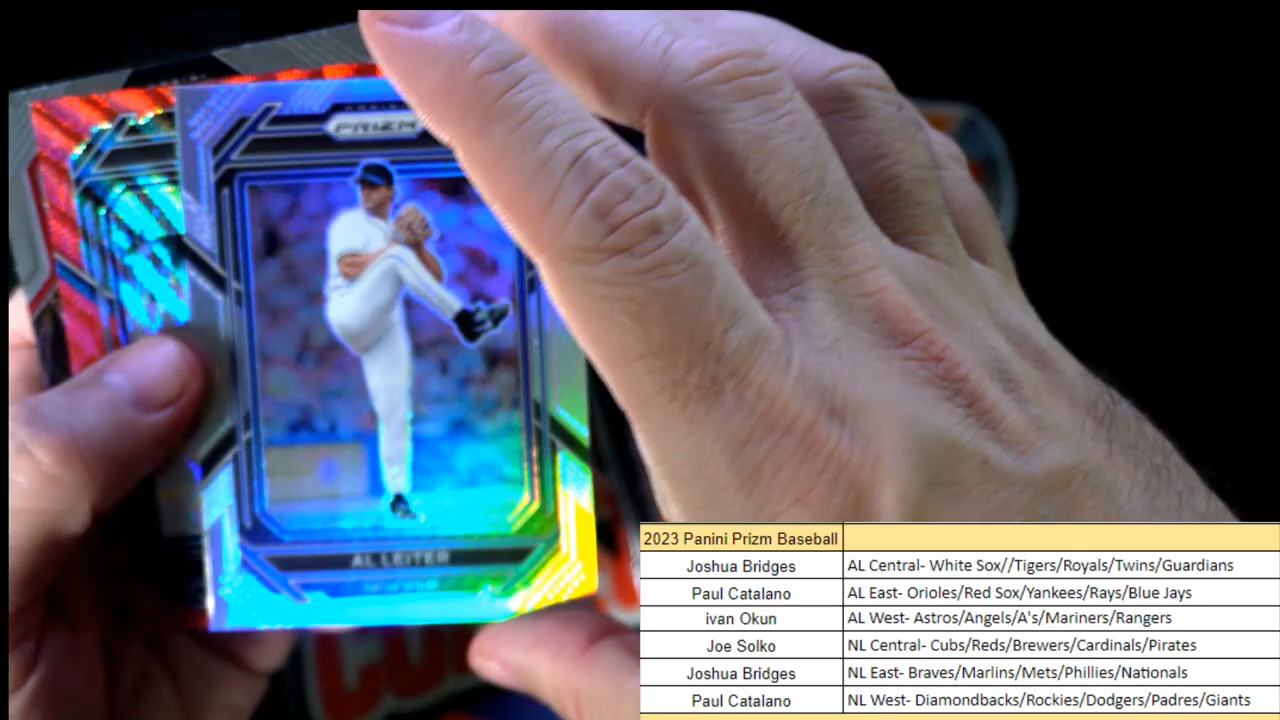 PRIZM
AL LEITER
2023 Panini Prizm Baseball
Joshua Bridges AL Central- White Sox//Tigers/Royals/Twins/Guardians
Paul Catalano AL East- Orioles/Red Sox/Yankees/Rays/Blue Jays
ivan Okun AL West- Astros/Angels/A's/Mariners/Rangers
Joe Solko NL Central- Cubs/Reds/Brewers/Cardinals/Pirates
Joshua Bridges NL East- Braves/Marlins/Mets/Phillies/Nationals
Paul Catalano NL West- Diamondbacks/Rockies/Dodgers/Padres/Giants